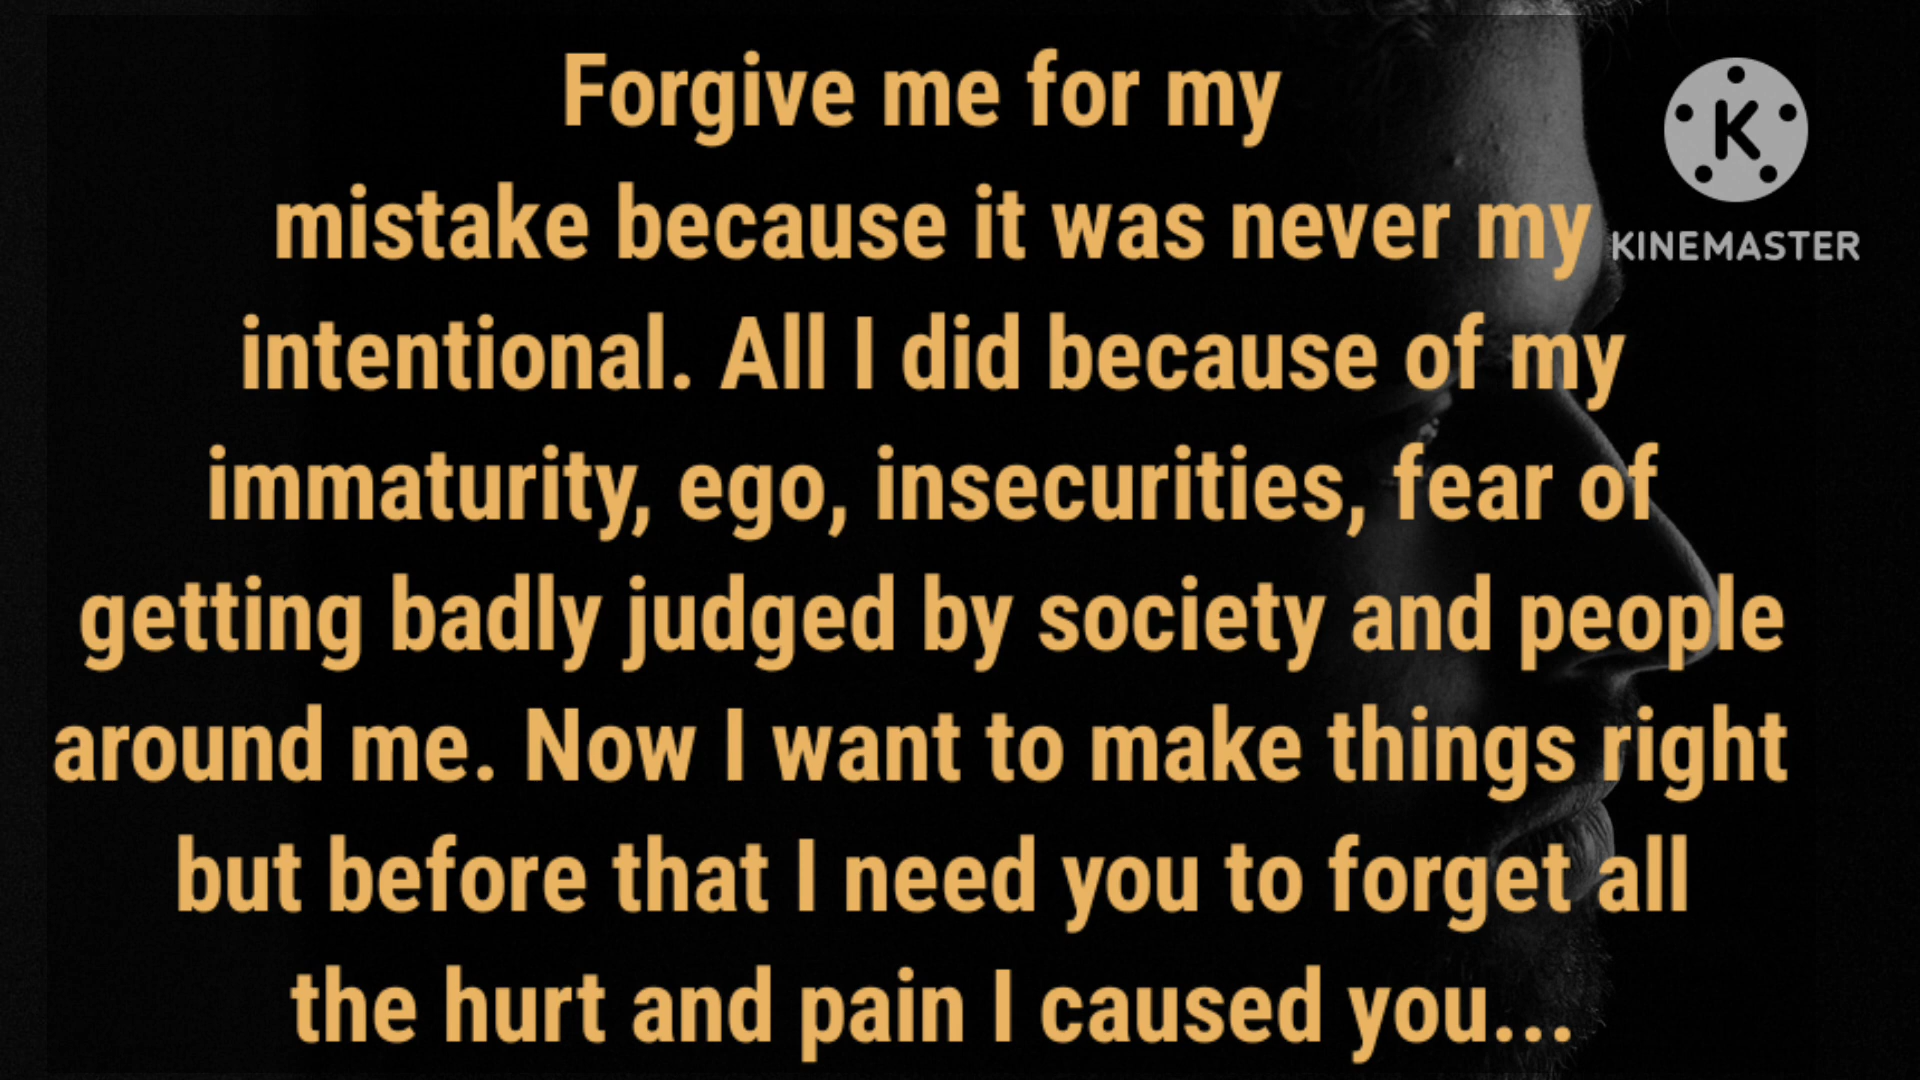 Forgive me for my
mistake because it was never my
intentional. All I did because of my
immaturity, ego, insecurities, fear of
getting badly judged by society and people
around me. Now I want to make things right
but before that I need you to forget all
the hurt and pain I caused you...
K
KINEMASTER